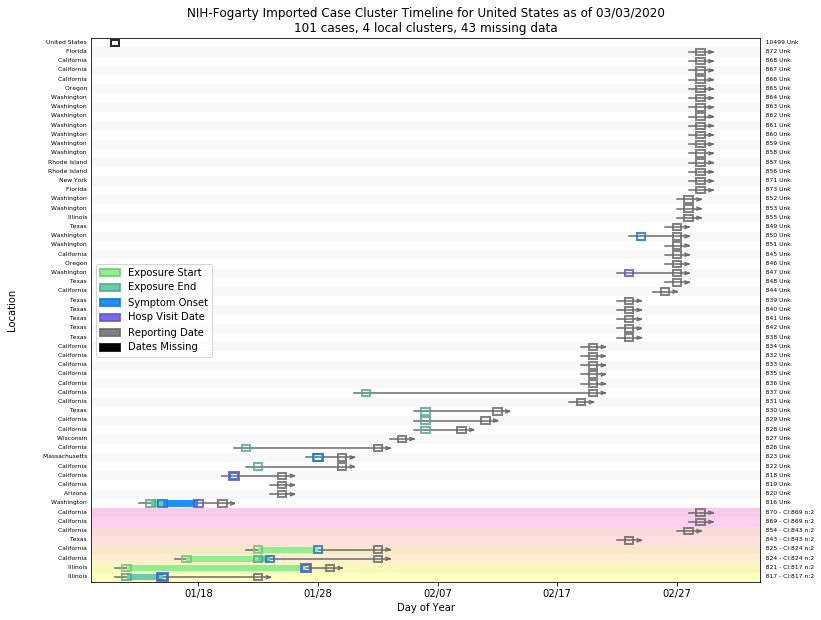 NIH-Fogarty Imported Case Cluster Timeline for United States as of 03/03/2020
101 cases, 4 local clusters, 43 missing data
United States 10499 Unk
Florida 872 Unk
California 868 Unk
California 867 Unk
California 866 Unk
Oregon 865 Unk
Washington 864 Unk
Washington 863 Unk
Washington 862 Unk
Washington 861 Unk
Washington 860 Unk
Washington 859 Unk
Washington 858 Unk
Rhode Island 857 Unk
Rhode Island 856 Unk
New York 871 Unk
Florida 873 Unk
Washington 852 Unk
Washington 853 Unk
Illinois 855 Unk
Texas 849 Unk
Washington 850 Unk
Washington 851 Unk
California 845 Unk
Oregon 846 Unk
Washington 847 Unk
Texas 848 Unk
California 844 Unk
Texas 839 Unk
Texas 840 Unk
Texas 841 Unk
Texas 842 Unk
Texas 838 Unk
California 834 Unk
California 832 Unk
California 833 Unk
California 835 Unk
California 836 Unk
California 837 Unk
California 831 Unk
Texas 830 Unk
California 829 Unk
California 828 Unk
Wisconsin 827 Unk
California 826 Unk
Massachusetts 823 Unk
California 822 Unk
California 818 Unk
California 819 Unk
Arizona 820 Unk
Washington 816 Unk
California 870 - Cl:869 n:2
California 869 - Cl:869 n:2
California 854 - Cl:843 n:2
Texas 843 - Cl:843 n:2
California 825 - Cl:824 n:2
California 824 - Cl:824 n:2
Illinois 821 - Cl:817 n:2
Illinois 817 - Cl:817 n:2
Exposure Start
Exposure End
Symptom Onset
Hosp Visit Date
Reporting Date
Dates Missing
Location
01/18 01/28 02/07 02/17 02/27
Day of Year